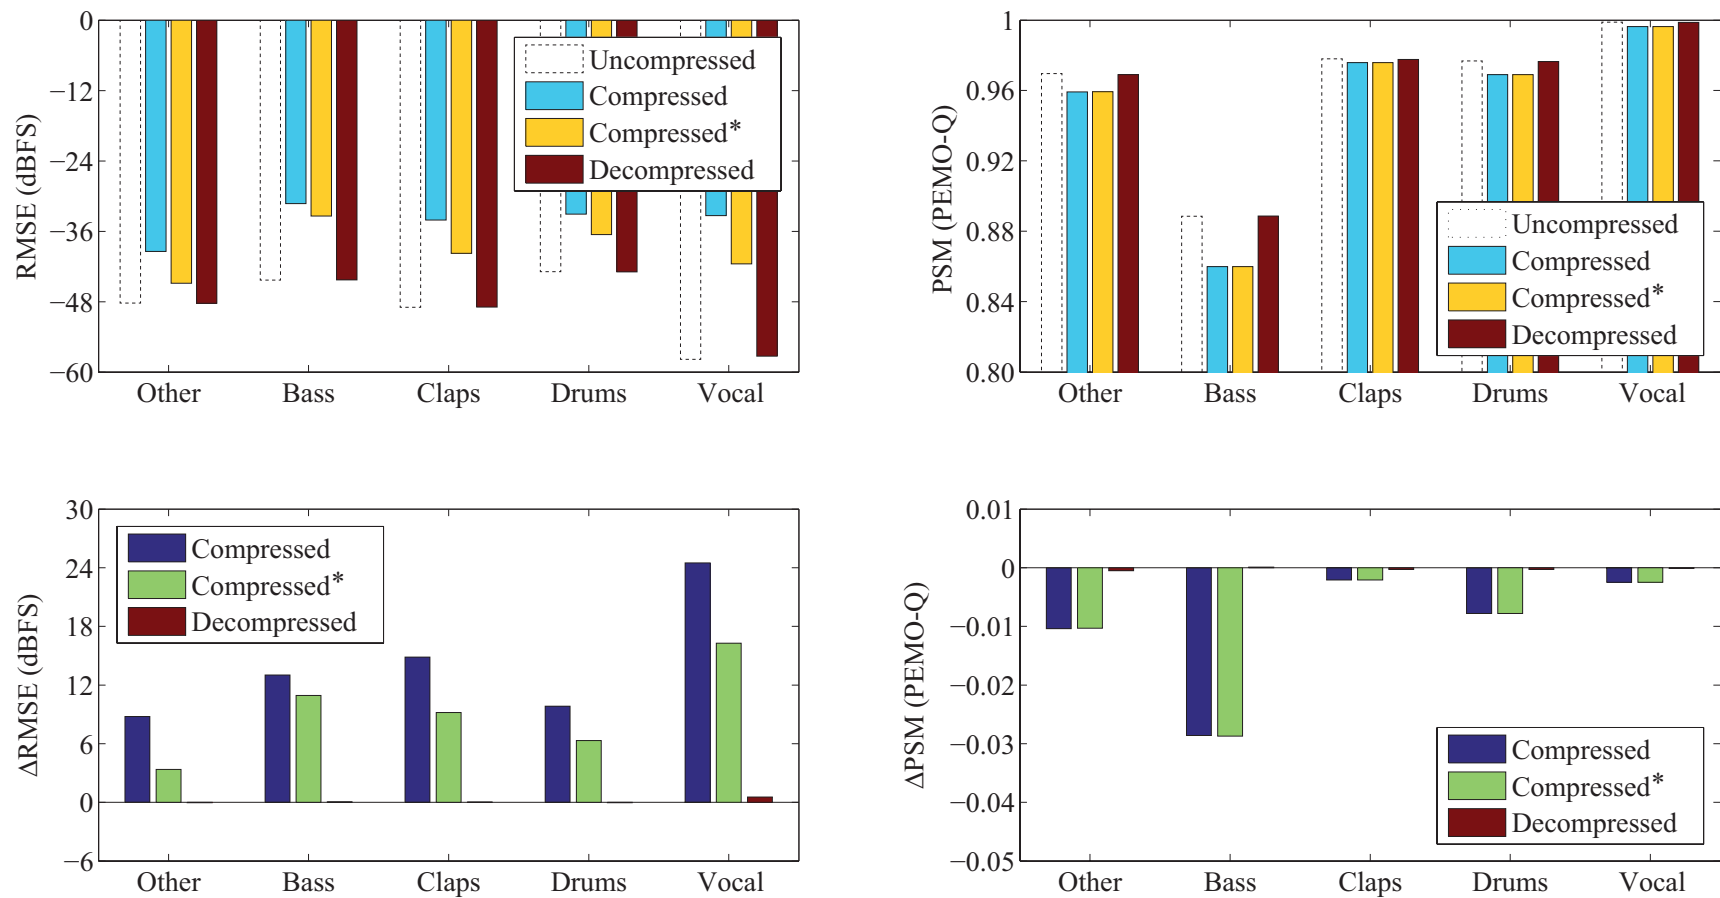 0
−12
−24
−36
−48
−60
RMSE (dBFS)
Uncompressed
Compressed
Compressed*
Decompressed
Other Bass Claps Drums Vocal
1
0.96
0.92
0.88
0.84
0.80
PSM (PEMO-Q)
Uncompressed
Compressed
Compressed*
Decompressed
Other Bass Claps Drums Vocal
30
24
18
12
6
0
−6
ΔRMSE (dBFS)
Compressed
Compressed*
Decompressed
Other Bass Claps Drums Vocal
0.01
0
−0.01
−0.02
−0.03
−0.04
−0.05
ΔPSM (PEMO-Q)
Compressed
Compressed*
Decompressed
Other Bass Claps Drums Vocal